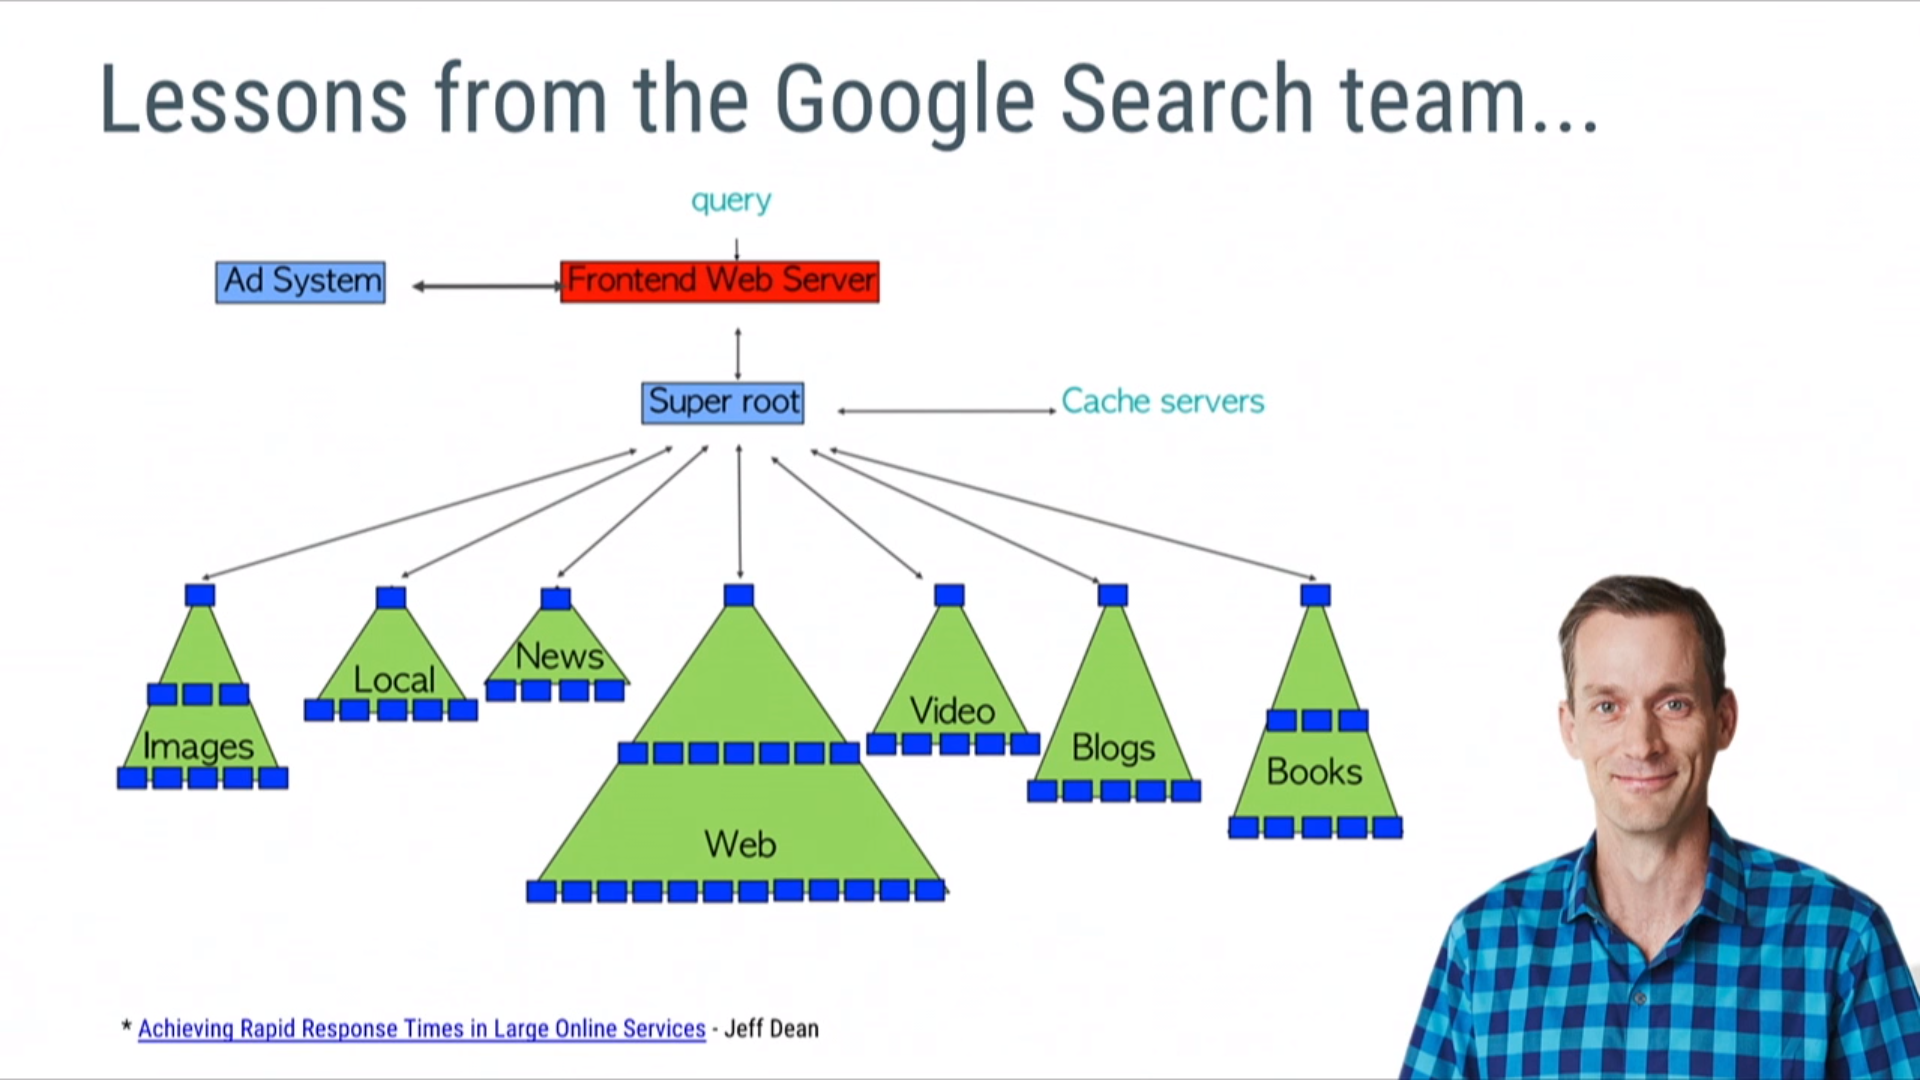 Lessons from the Google Search team...
query
Ad System
Frontend Web Server
Super root
Cache servers
News
Local
Video
Images
Blogs
Books
Web
* Achieving Rapid Response Times in Large Online Services - Jeff Dean